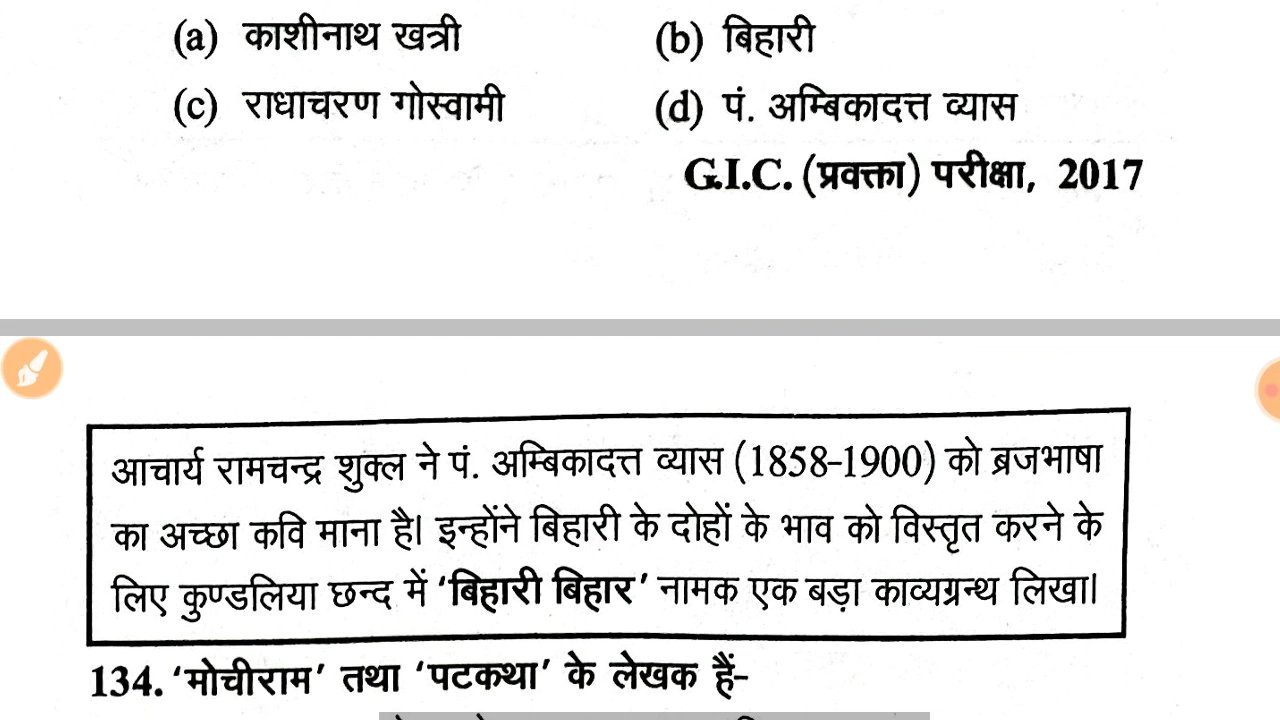 (a) काशीनाथ खत्री (b) बिहारी
(c) राधाचरण गोस्वामी (d) पं. अम्बिकादत्त व्यास
G.I.C. (प्रवक्ता) परीक्षा, 2017
आचार्य रामचन्द्र शुक्ल ने पं. अम्बिकादत्त व्यास (1858-1900) को ब्रजभाषा
का अच्छा कवि माना है। इन्होंने बिहारी के दोहों के भाव को विस्तृत करने के
लिए कुण्डलिया छन्द में ‘बिहारी बिहार’ नामक एक बड़ा काव्यग्रन्थ लिखा।
134. ‘मोचीराम’ तथा ‘पटकथा’ के लेखक हैं-